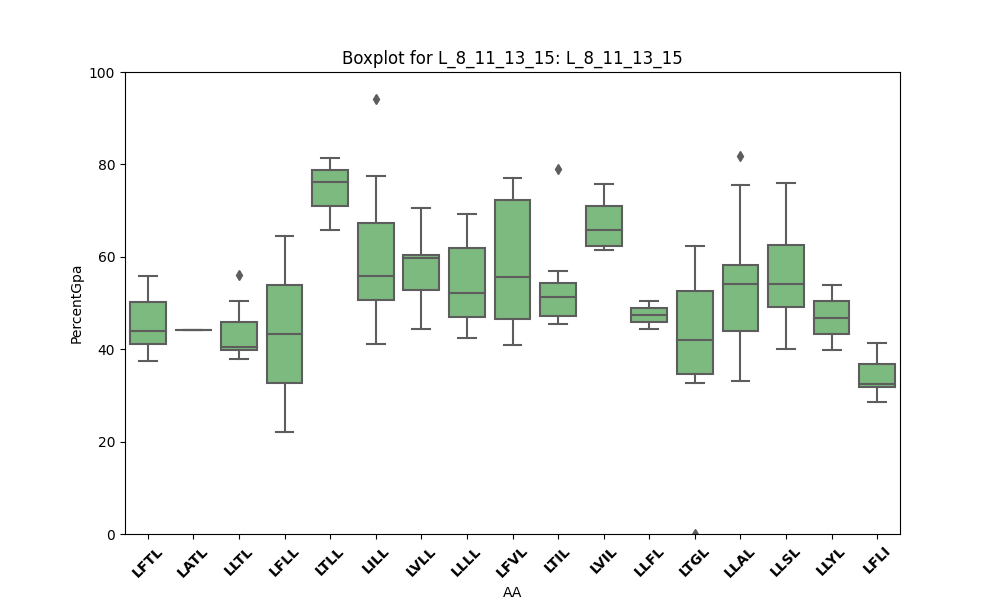 Boxplot for L_8_11_13_15: L_8_11_13_15
PercentGpa
100
80
60
40
20
0
LFTL LATL LLTL LFLL LTLL LILL LVLL LLLL LFVL LTIL LVIL LLFL LTGL LLAL LLSL LLYL LFLI
AA